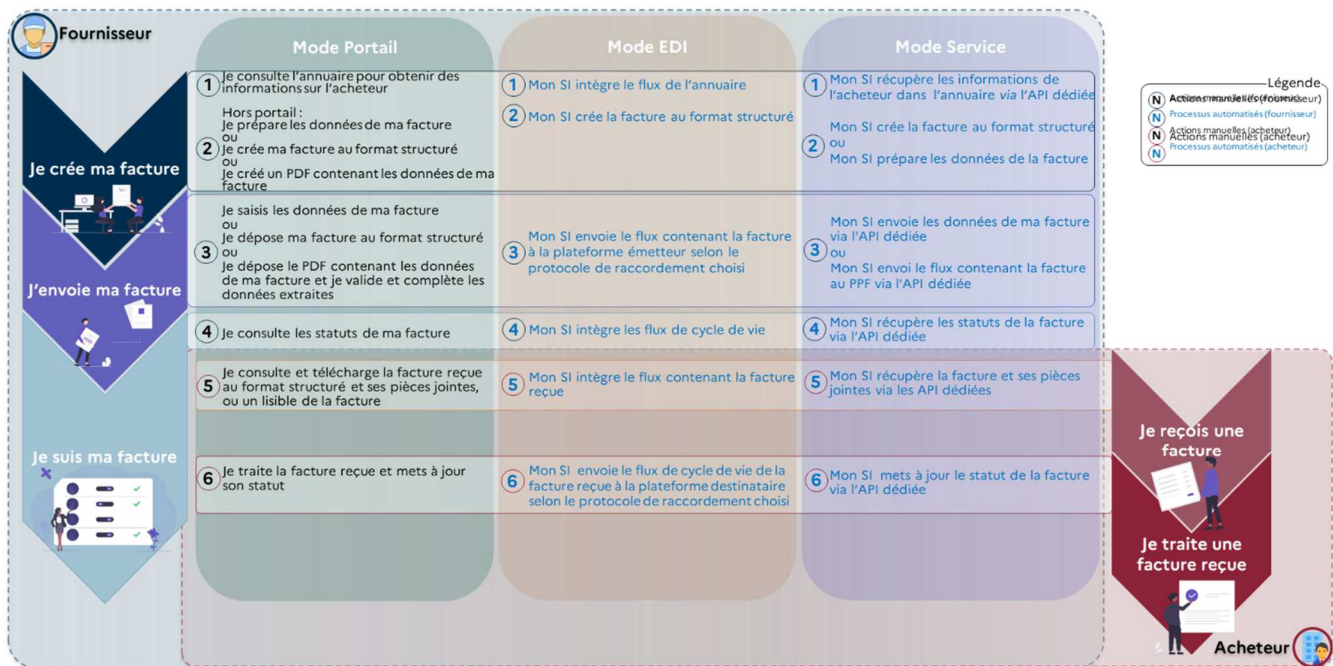 Fournisseur
Mode Portail
Mode EDI
Mode Service
Légende
N Actions manuelles (fournisseur)
N Processus automatisés (fournisseur)
N Actions manuelles (acheteur)
Actions manuelles (acheteur)
N Processus automatisés (acheteur)
Je crée ma facture
1 Je consulte l'annuaire pour obtenir des
informations sur l'acheteur
Hors portail :
Je prépare les données de ma facture
ou
2 Je crée ma facture au format structuré
ou
Je créé un PDF contenant les données de ma
facture
1 Mon SI intègre le flux de l'annuaire
2 Mon SI crée la facture au format structuré
1 Mon SI récupère les informations de
l'acheteur dans l'annuaire via l'API dédiée
Mon SI crée la facture au format structuré
2 ou
Mon SI prépare les données de la facture
J'envoie ma facture
Je saisis les données de ma facture
ou
Je dépose ma facture au format structuré
3 ou
Je dépose le PDF contenant les données
de ma facture et je valide et complète les
données extraites
Mon SI envoie le flux contenant la facture
3 à la plateforme émetteur selon le
protocole de raccordement choisi
Mon SI envoie les données de ma facture
via l'API dédiée
3 ou
Mon SI envoi le flux contenant la facture
au PPF via l'API dédiée
4 Je consulte les statuts de ma facture
4 Mon SI intègre les flux de cycle de vie
4 Mon SI récupère les statuts de la facture
via l'API dédiée
Je suis ma facture
Je consulte et télécharge la facture reçue
5 au format structuré et ses pièces jointes,
ou un lisible de la facture
5 Mon SI intègre le flux contenant la facture
reçue
5 Mon SI récupère la facture et ses pièces
jointes via les API dédiées
Je reçois une
facture
6 Je traite la facture reçue et mets à jour
son statut
Mon SI envoie le flux de cycle de vie de la
6 facture reçue à la plateforme destinataire
selon le protocole de raccordement choisi
6 Mon SI mets à jour le statut de la facture
via l'API dédiée
Je traite une
facture reçue
Acheteur